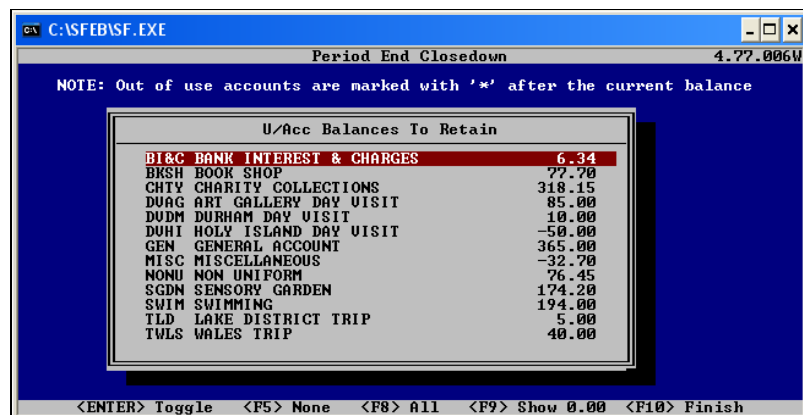 C:\SFEB\SF.EXE
Period End Closedown 4.77.006W
NOTE: Out of use accounts are marked with '*' after the current balance
U/Acc Balances To Retain
BI&C BANK INTEREST & CHARGES 6.34
BKSH BOOK SHOP 77.70
CHTY CHARITY COLLECTIONS 318.15
DVAG ART GALLERY DAY VISIT 85.00
DVDM DURHAM DAY VISIT 10.00
DVHI HOLY ISLAND DAY VISIT -50.00
GEN GENERAL ACCOUNT 365.00
MISC MISCELLANEOUS -32.70
NONU NON UNIFORM 76.45
SGDN SENSORY GARDEN 174.20
SWIM SWIMMING 194.00
TLD LAKE DISTRICT TRIP 5.00
TWLS WALES TRIP 40.00
<ENTER> Toggle <F5> None <F8> All <F9> Show 0.00 <F10> Finish